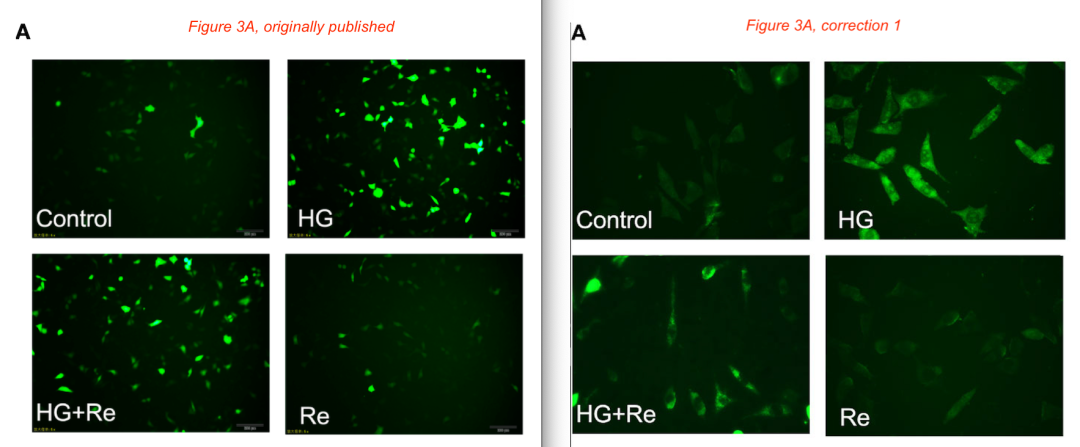 Figure 3A, originally published
A
Control
HG
HG+Re
Re
Figure 3A, correction 1
A
Control
HG
HG+Re
Re